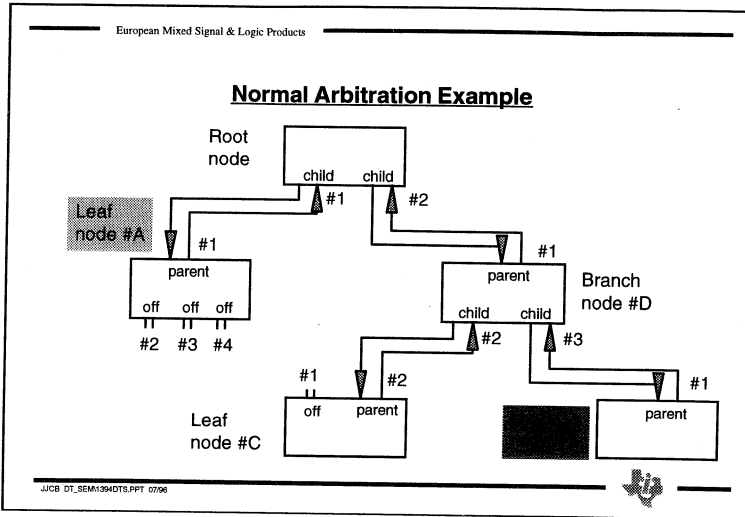 European Mixed Signal & Logic Products
Normal Arbitration Example
Root
node
child child
#1 #2
Leaf
node #A
#1
parent
off off off
#2 #3 #4
#1
parent
Branch
node #D
child child
#2 #3
#1
#2
off parent
Leaf
node #C
#1
parent
JJCB DT_SEM\1394DTS.PPT 07/96